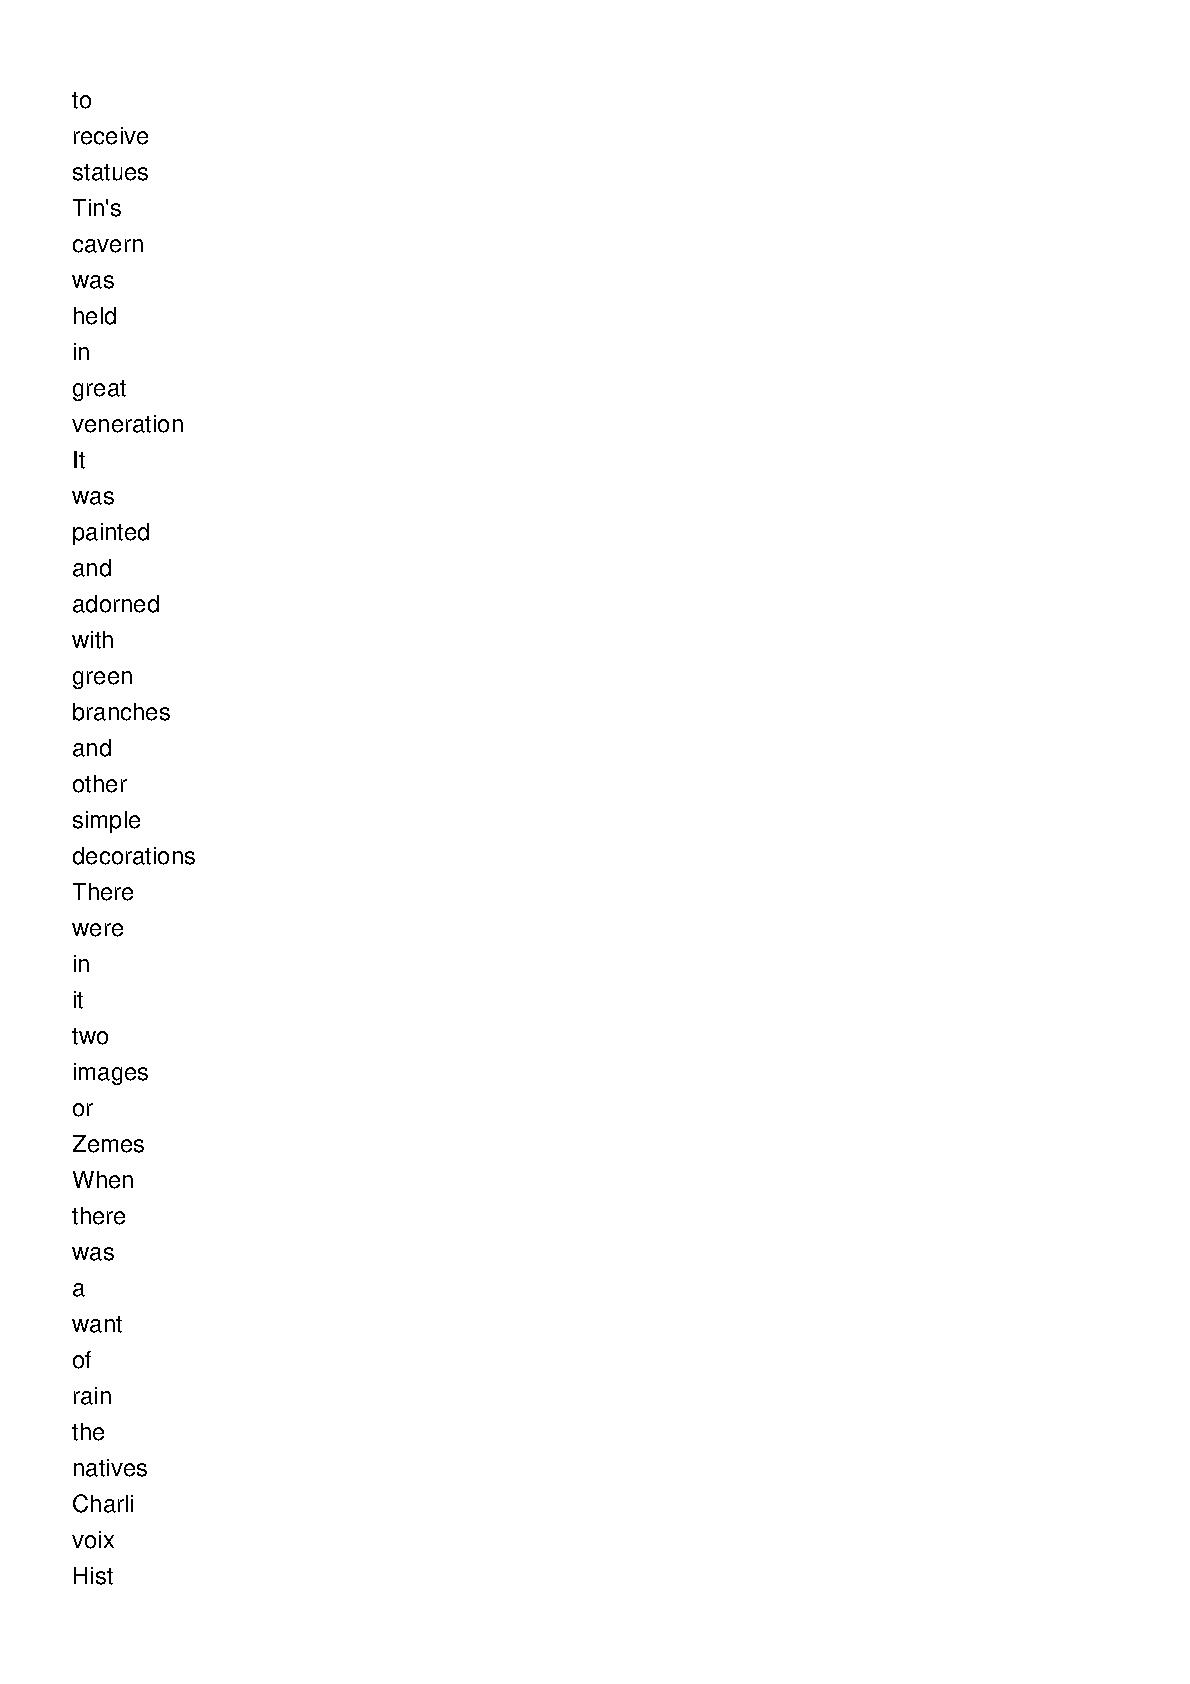 to
receive
statues
Tin's
cavern
was
held
in
great
veneration
It
was
painted
and
adorned
with
green
branches
and
other
simple
decorations
There
were
in
it
two
images
or
Zemes
When
there
was
a
want
of
rain
the
natives
Charli
voix
Hist